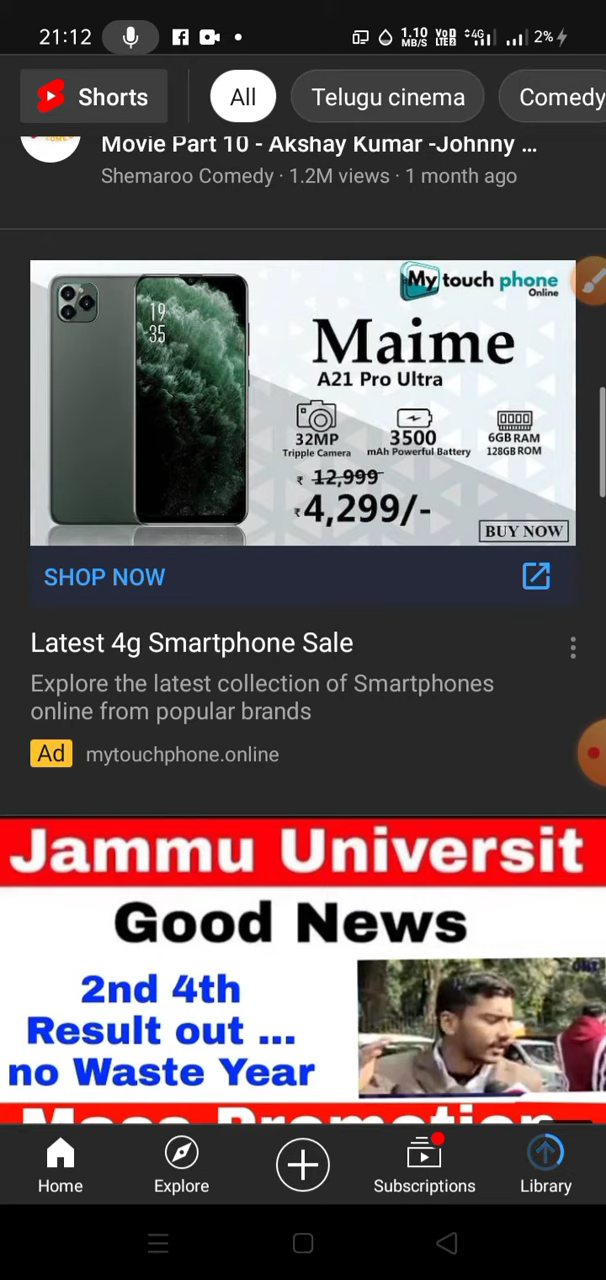 21:12
1.10
MB/S
VoD
LTE
4G
2%
Shorts
All
Telugu cinema
Comedy
Movie Part 10 - Akshay Kumar -Johnny ...
Shemaroo Comedy · 1.2M views · 1 month ago
My touch phone
Online
19
35
Maime
A21 Pro Ultra
32MP
Tripple Camera
3500
mAh Powerful Battery
6GB RAM
128GB ROM
₹ 12,999
₹ 4,299/-
BUY NOW
SHOP NOW
Latest 4g Smartphone Sale
Explore the latest collection of Smartphones
online from popular brands
Ad mytouchphone.online
Jammu Universit
Good News
2nd 4th
Result out ...
no Waste Year
Mass Promotion
Home
Explore
Subscriptions
Library